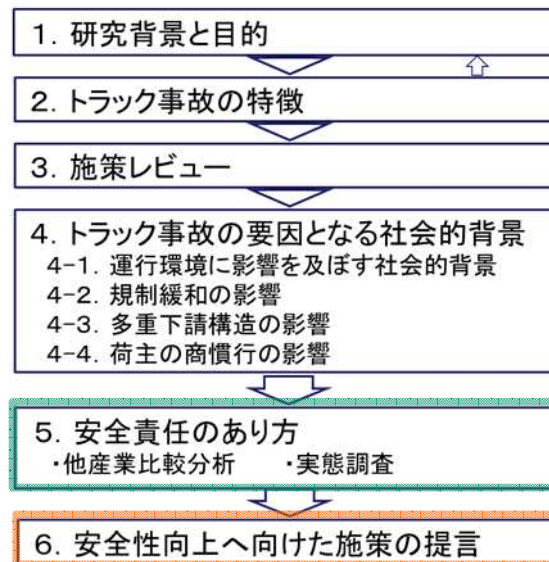 1. 研究背景と目的
2. トラック事故の特徴
3. 施策レビュー
4. トラック事故の要因となる社会的背景
4-1. 運行環境に影響を及ぼす社会的背景
4-2. 規制緩和の影響
4-3. 多重下請構造の影響
4-4. 荷主の商慣行の影響
5. 安全責任のあり方
・他産業比較分析 ・実態調査
6. 安全性向上へ向けた施策の提言